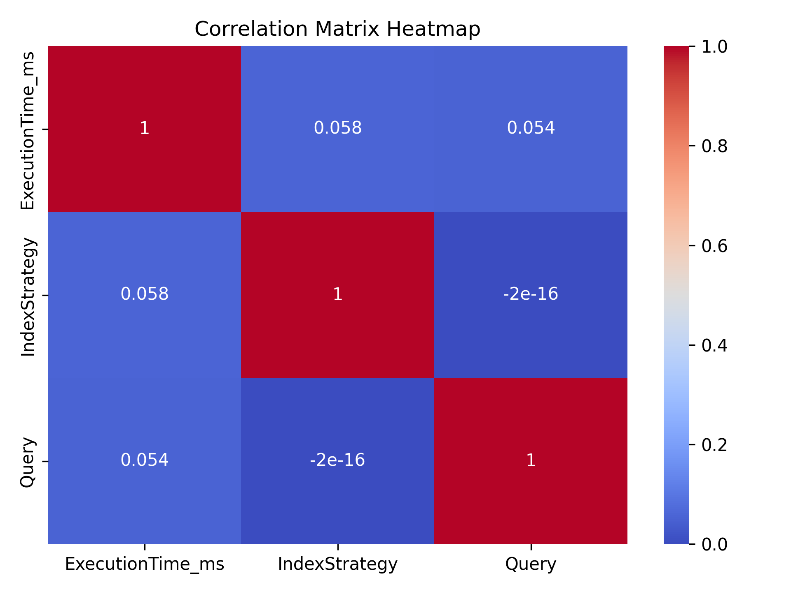 Correlation Matrix Heatmap
ExecutionTime_ms
1
0.058
0.054
IndexStrategy
0.058
1
-2e-16
Query
0.054
-2e-16
1
ExecutionTime_ms
IndexStrategy
Query
1.0
0.8
0.6
0.4
0.2
0.0